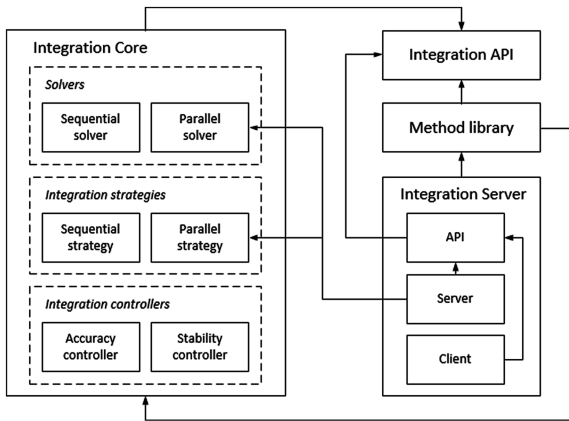 Integration Core
Solvers
Sequential
solver
Parallel
solver
Integration strategies
Sequential
strategy
Parallel
strategy
Integration controllers
Accuracy
controller
Stability
controller
Integration API
Method library
Integration Server
API
Server
Client